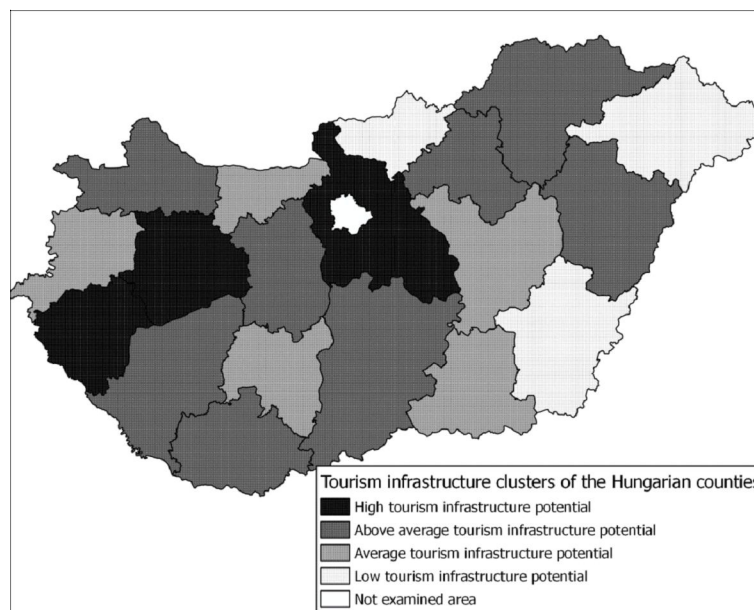 Tourism infrastructure clusters of the Hungarian counties
High tourism infrastructure potential
Above average tourism infrastructure potential
Average tourism infrastructure potential
Low tourism infrastructure potential
Not examined area